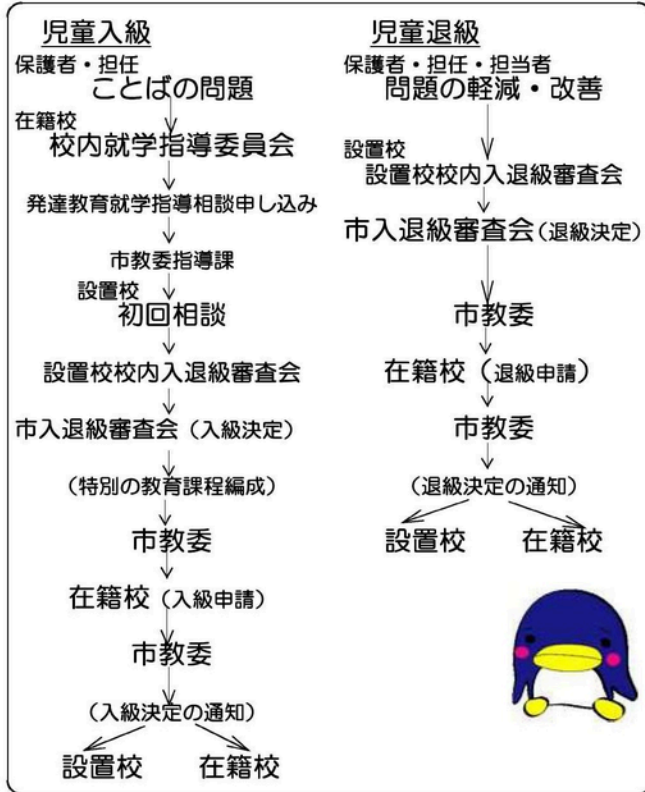 児童入級
保護者・担任
ことばの問題
在籍校
校内就学指導委員会
発達教育就学指導相談申し込み
市教委指導課
設置校
初回相談
設置校校内入退級審査会
市入退級審査会(入級決定)
(特別の教育課程編成)
市教委
在籍校(入級申請)
市教委
(入級決定の通知)
設置校 在籍校
児童退級
保護者・担任・担当者
問題の軽減・改善
設置校
設置校校内入退級審査会
市入退級審査会(退級決定)
市教委
在籍校(退級申請)
市教委
(退級決定の通知)
設置校 在籍校